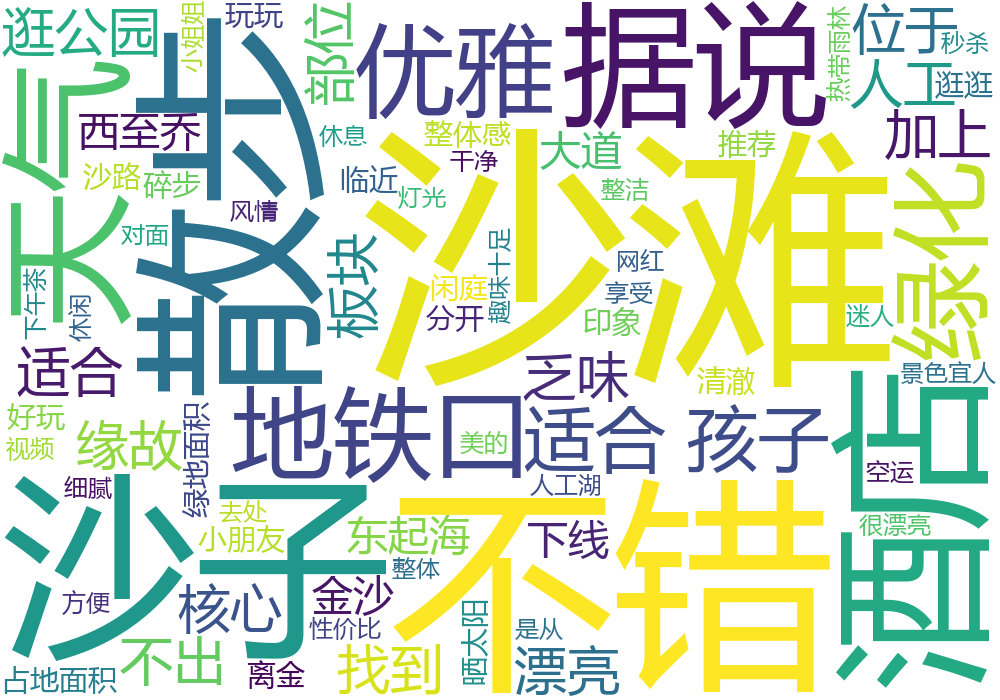 逛公园
小姐姐
玩玩
部位
优雅
据说
热带雨林
位于
秒杀
人工
逛逛
天气
散步
西至乔
休息
整体感
干净
大道
推荐
加上
沙路
碎步
临近
灯光
整洁
沙滩
绿化
风情
对面
板块
闲庭
趣味十足
网红
享受
下午茶
休闲
分开
印象
迷人
适合
乏味
清澈
景色宜人
好玩
视频
缘故
绿地面积
地铁口
美的
适合
孩子
酒店
空运
细腻
沙子
去处
小朋友
东起海
不错
人工湖
下线
很漂亮
整体
方便
核心
金沙
性价比
晒太阳
是从
占地面积
不出
离金
找到
漂亮